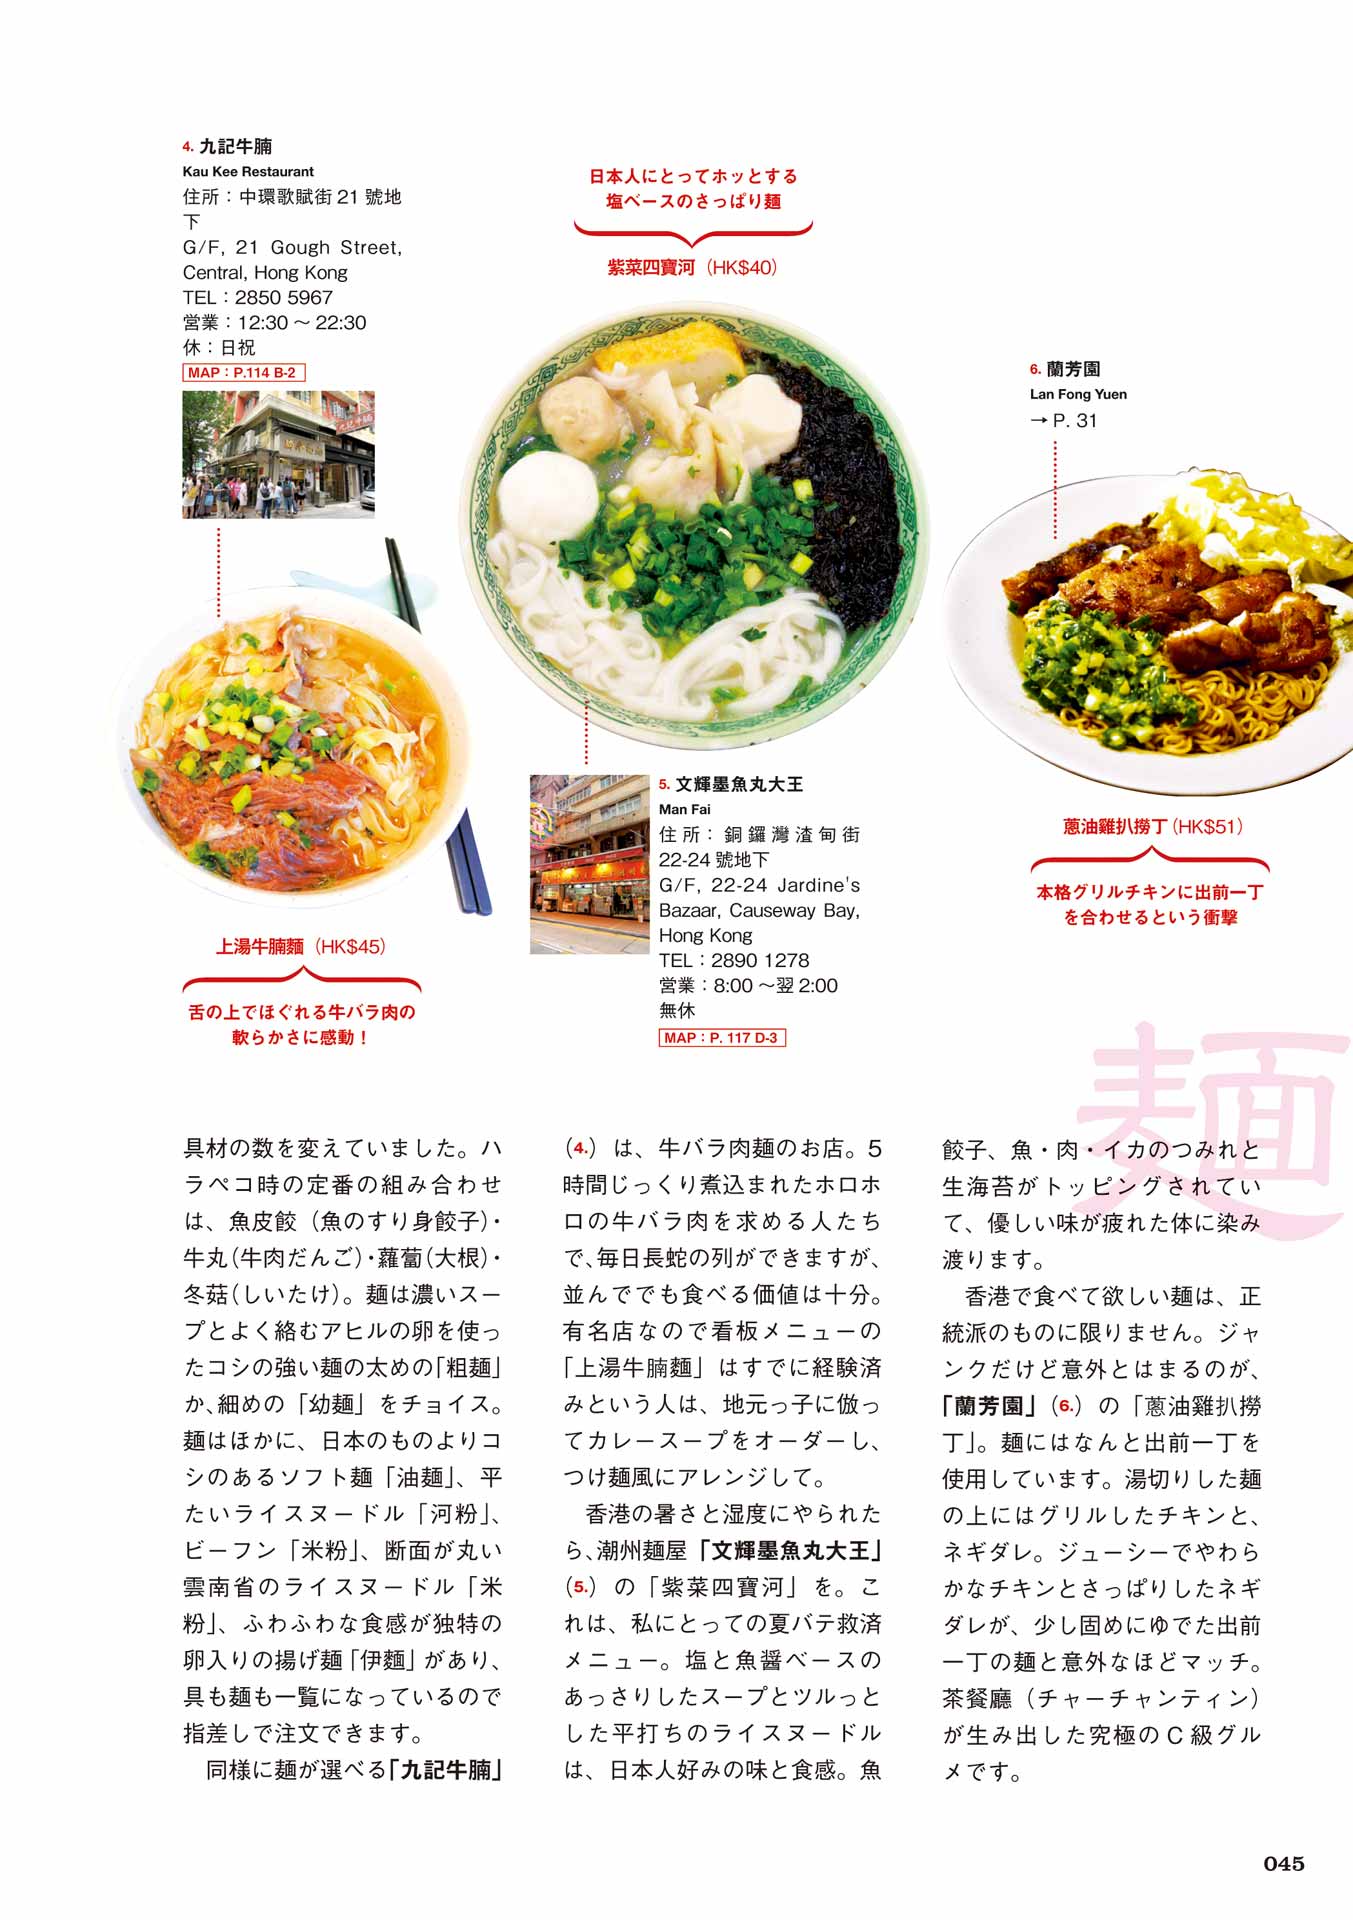 4. 九記牛腩
Kau Kee Restaurant
住所：中環歌賦街 21 號地
下
G/F, 21 Gough Street,
Central, Hong Kong
TEL：2850 5967
営業：12:30 〜 22:30
休：日祝
MAP：P.114 B-2
九記牛腩
上湯牛腩麵（HK$45）
舌の上でほぐれる牛バラ肉の
軟らかさに感動！
日本人にとってホッとする
塩ベースのさっぱり麺
紫菜四寶河（HK$40）
5. 文輝墨魚丸大王
Man Fai
住所：銅鑼灣渣甸街
22-24 號地下
G/F, 22-24 Jardine's
Bazaar, Causeway Bay,
Hong Kong
TEL：2890 1278
営業：8:00 〜翌 2:00
無休
MAP：P. 117 D-3
6. 蘭芳園
Lan Fong Yuen
→ P. 31
蔥油雞扒撈丁（HK$51）
本格グリルチキンに出前一丁
を合わせるという衝撃
麺
具材の数を変えていました。ハ
ラペコ時の定番の組み合わせ
は、魚皮餃（魚のすり身餃子）・
牛丸（牛肉だんご）・蘿蔔（大根）・
冬菇（しいたけ）。麺は濃いスー
プとよく絡むアヒルの卵を使っ
たコシの強い麺の太めの「粗麺」
か、細めの「幼麺」をチョイス。
麺はほかに、日本のものよりコ
シのあるソフト麺「油麺」、平
たいライスヌードル「河粉」、
ビーフン「米粉」、断面が丸い
雲南省のライスヌードル「米
粉」、ふわふわな食感が独特の
卵入りの揚げ麺「伊麵」があり、
具も麺も一覧になっているので
指差しで注文できます。
同様に麺が選べる「九記牛腩」
（4.）は、牛バラ肉麺のお店。5
時間じっくり煮込まれたホロホ
ロの牛バラ肉を求める人たち
で、毎日長蛇の列ができますが、
並んででも食べる価値は十分。
有名店なので看板メニューの
「上湯牛腩麵」はすでに経験済
みという人は、地元っ子に倣っ
てカレースープをオーダーし、
つけ麺風にアレンジして。
香港の暑さと湿度にやられた
ら、潮州麺屋「文輝墨魚丸大王」
（5.）の「紫菜四寶河」を。こ
れは、私にとっての夏バテ救済
メニュー。塩と魚醤ベースの
あっさりしたスープとツルっと
した平打ちのライスヌードル
は、日本人好みの味と食感。魚
餃子、魚・肉・イカのつみれと
生海苔がトッピングされてい
て、優しい味が疲れた体に染み
渡ります。
香港で食べて欲しい麺は、正
統派のものに限りません。ジャ
ンクだけど意外とはまるのが、
「蘭芳園」（6.）の「蔥油雞扒撈
丁」。麺にはなんと出前一丁を
使用しています。湯切りした麺
の上にはグリルしたチキンと、
ネギダレ。ジューシーでやわら
かなチキンとさっぱりしたネギ
ダレが、少し固めにゆでた出前
一丁の麺と意外なほどマッチ。
茶餐廳（チャーチャンティン）
が生み出した究極の C 級グル
メです。
045